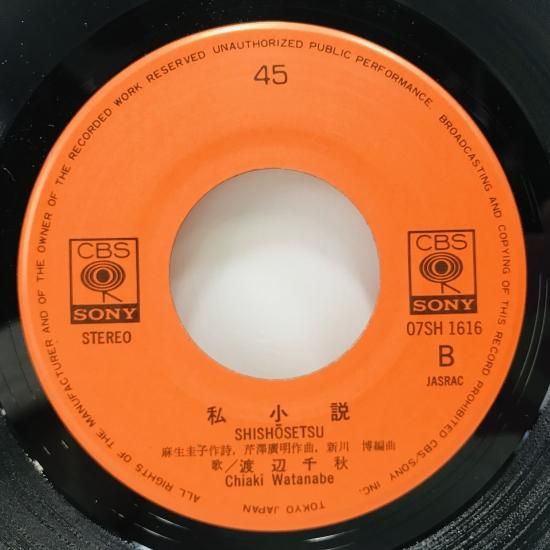 ALL RIGHTS OF THE MANUFACTURER AND OF THE OWNER OF THE RECORDED WORK RESERVED UNAUTHORIZED PUBLIC PERFORMANCE, BROADCASTING AND COPYING OF THIS RECORD PROHIBITED CBS/SONY INC.
45
CBS
SONY
STEREO
CBS
SONY
07SH 1616
B
JASRAC
私小説
SHISHŌSETSU
麻生圭子作詩, 芹澤廣明作曲, 新川 博編曲
歌/渡辺千秋
Chiaki Watanabe
TOKYO JAPAN